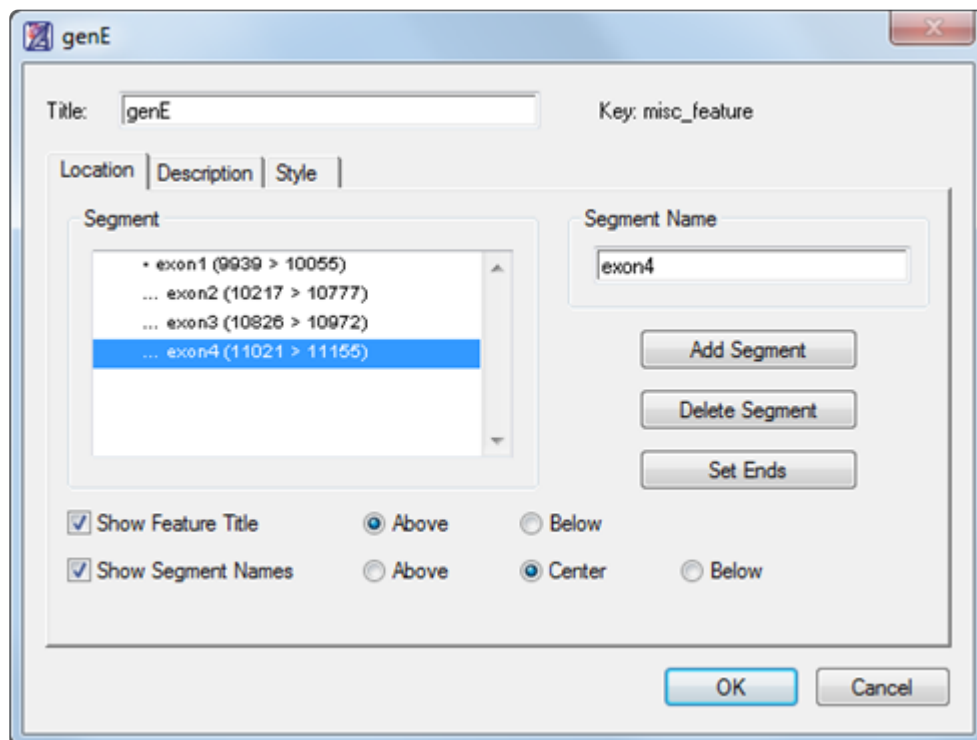 genE
Title: genE Key: misc_feature
Location Description Style
Segment Segment Name
• exon1 (9939 > 10055)
... exon2 (10217 > 10777)
... exon3 (10826 > 10972)
... exon4 (11021 > 11155)
exon4
Add Segment
Delete Segment
Set Ends
Show Feature Title Above Below
Show Segment Names Above Center Below
OK Cancel